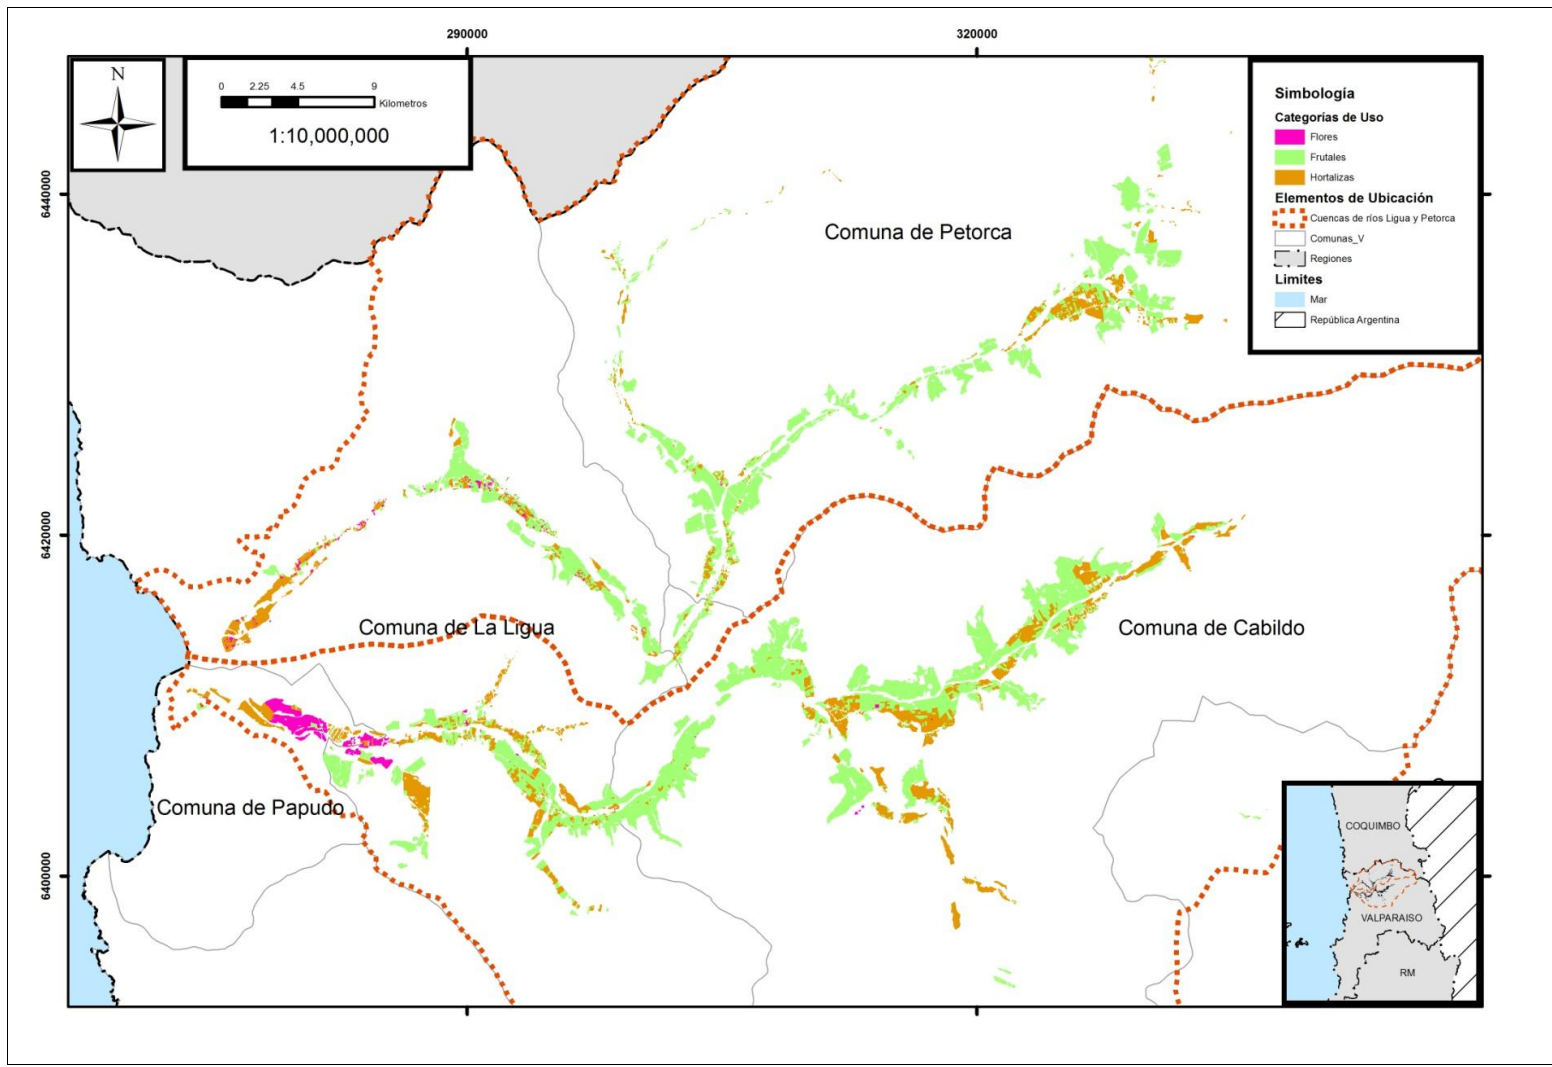 290000
320000
N
0 2.25 4.5 9
Kilometros
1:10,000,000
Simbología
Categorías de Uso
Flores
Frutales
Hortalizas
Elementos de Ubicación
Cuencas de ríos Ligua y Petorca
Comunas_V
Regiones
Limites
Mar
República Argentina
6440000
6420000
6400000
Comuna de Petorca
Comuna de La Ligua
Comuna de Cabildo
Comuna de Papudo
COQUIMBO
VALPARAISO
RM